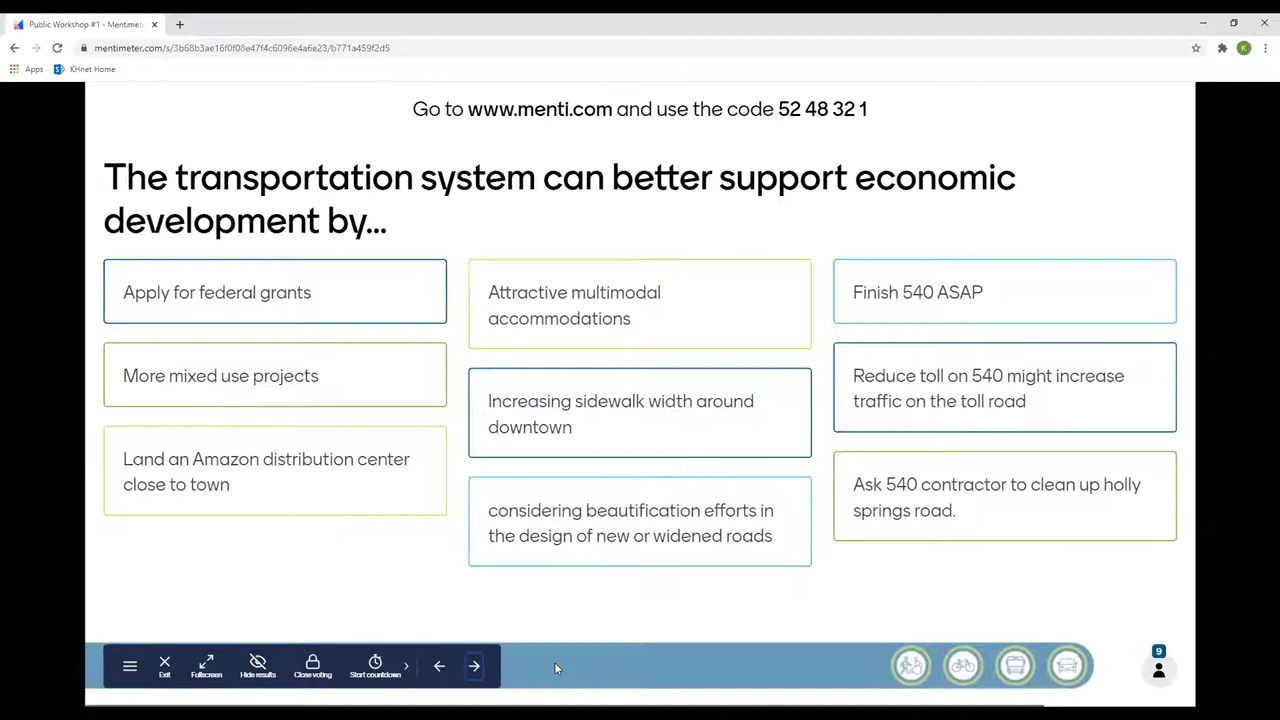 Public Workshop #1 - Mentimete
mentimeter.com/s/3b68b3ae16f0f08e47f4c6096e4a6e23/b771a459f2d5
K
Apps
KHnet Home
Go to www.menti.com and use the code 52 48 32 1
The transportation system can better support economic
development by...
Apply for federal grants
More mixed use projects
Land an Amazon distribution center
close to town
Attractive multimodal
accommodations
Increasing sidewalk width around
downtown
considering beautification efforts in
the design of new or widened roads
Finish 540 ASAP
Reduce toll on 540 might increase
traffic on the toll road
Ask 540 contractor to clean up holly
springs road.
Exit
Fullscreen
Hide results
Close voting
Start countdown
9